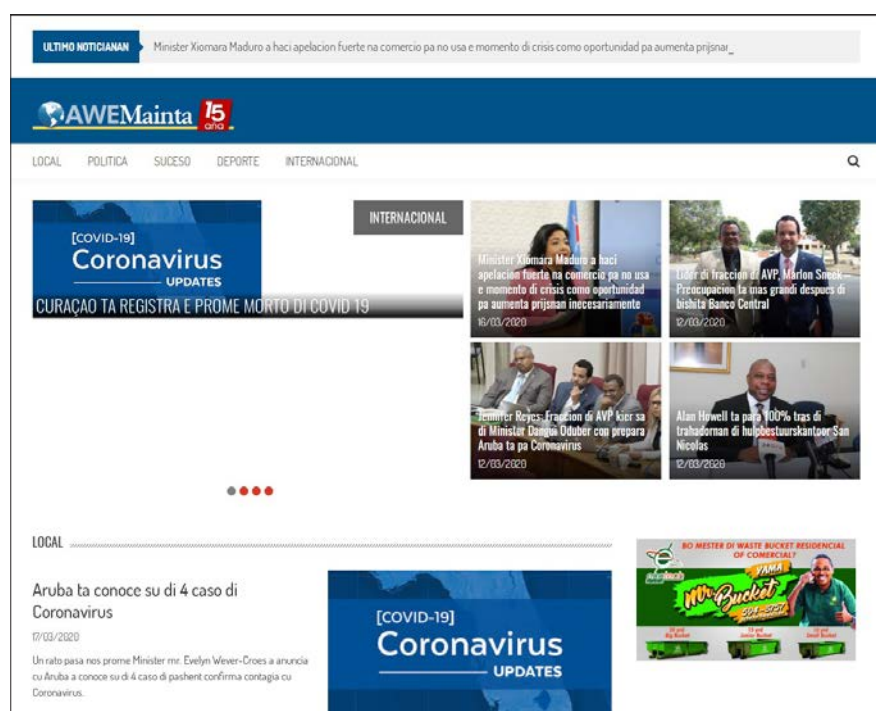 ULTIMO NOTICIANAN
Minister Xiomara Maduro a haci apelacion fuerte na comercio pa no usa e momento di crisis como oportunidad pa aumenta prijsnan_
AWEMainta 15
aña
LOCAL POLITICA SUCESO DEPORTE INTERNACIONAL
[COVID-19]
Coronavirus
UPDATES
INTERNACIONAL
CURAÇAO TA REGISTRA E PROME MORTO DI COVID 19
Minister Xiomara Maduro a haci
apelacion fuerte na comercio pa no usa
e momento di crisis como oportunidad
pa aumenta prijsnan inecesariamente
16/03/2020
Lider di fraccion di AVP, Marlon Sneek –
Preocupacion ta mas grandi despues di
bishita Banco Central
12/03/2020
Jennifer Reyes: Fraccion di AVP kier sa
di Minister Dangui Oduber con prepara
Aruba ta pa Coronavirus
12/03/2020
Alan Howell ta para 100% tras di
trahadornan di hulpbestuurskantoor San
Nicolas
12/03/2020
LOCAL
Aruba ta conoce su di 4 caso di
Coronavirus
17/03/2020
Un rato pasa nos prome Minister mr. Evelyn Wever-Croes a anuncia
cu Aruba a conoce su di 4 caso di pashent confirma contagia cu
Coronavirus.
[COVID-19]
Coronavirus
UPDATES
BO MESTER DI WASTE BUCKET RESIDENCIAL
OF COMERCIAL?
YAMA
Mr. Bucket
Big Bucket
Junior Bucket
Small Bucket